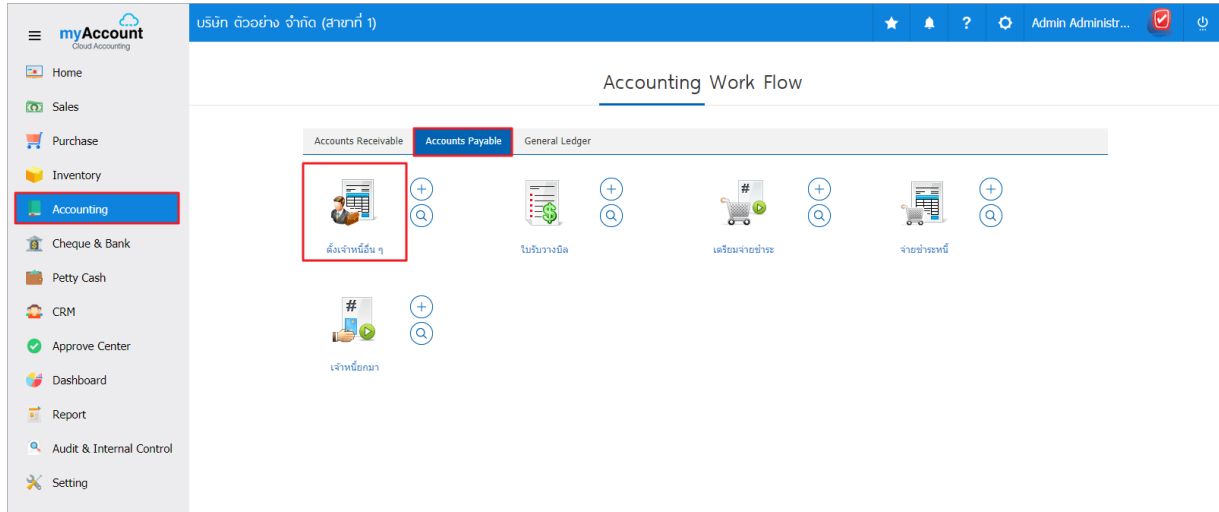 myAccount
Cloud Accounting
บริษัท ตัวอย่าง จำกัด (สาขาที่ 1)
?
Admin Administr...
Home
Sales
Purchase
Inventory
Accounting
Cheque & Bank
Petty Cash
CRM
Approve Center
Dashboard
Report
Audit & Internal Control
Setting
Accounting Work Flow
Accounts Receivable
Accounts Payable
General Ledger
ตั้งเจ้าหนี้อื่น ๆ
ใบรับวางบิล
#
เตรียมจ่ายชำระ
จ่ายชำระหนี้
#
เจ้าหนี้ยกมา